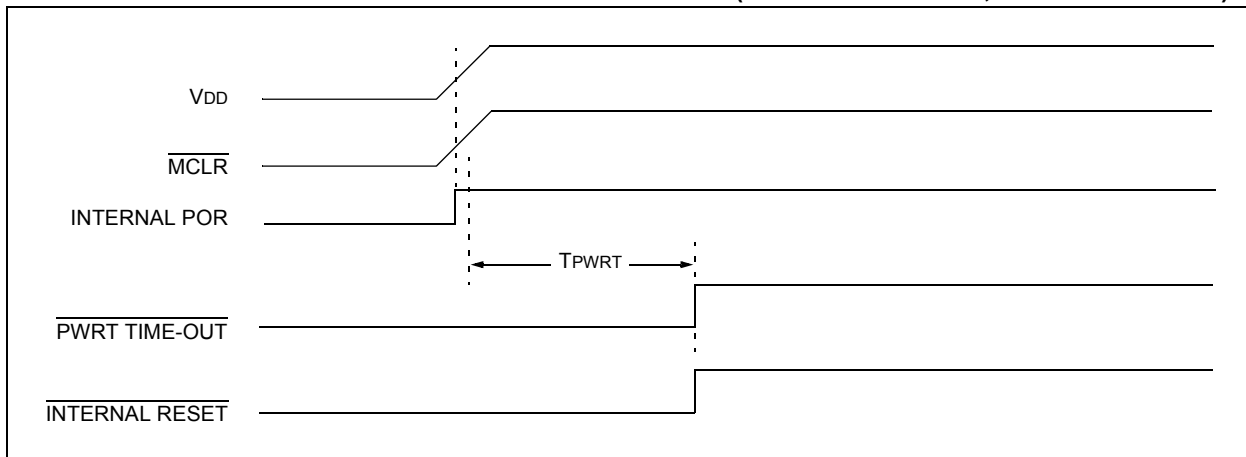 VDD
MCLR
INTERNAL POR
TPWRT
PWRT TIME-OUT
INTERNAL RESET